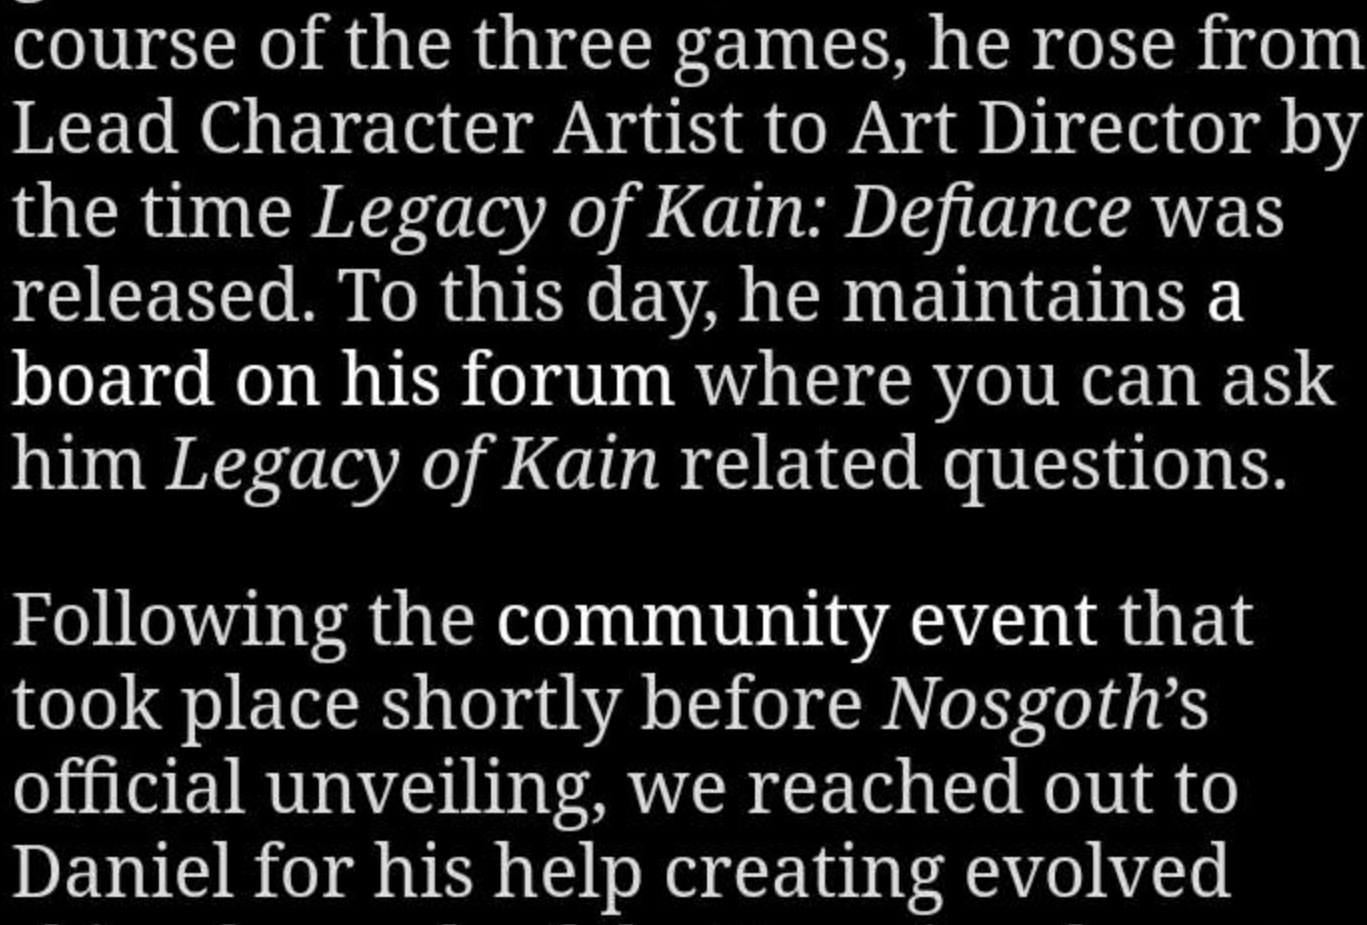 course of the three games, he rose from
Lead Character Artist to Art Director by
the time Legacy of Kain: Defiance was
released. To this day, he maintains a
board on his forum where you can ask
him Legacy of Kain related questions.
Following the community event that
took place shortly before Nosgoth’s
official unveiling, we reached out to
Daniel for his help creating evolved